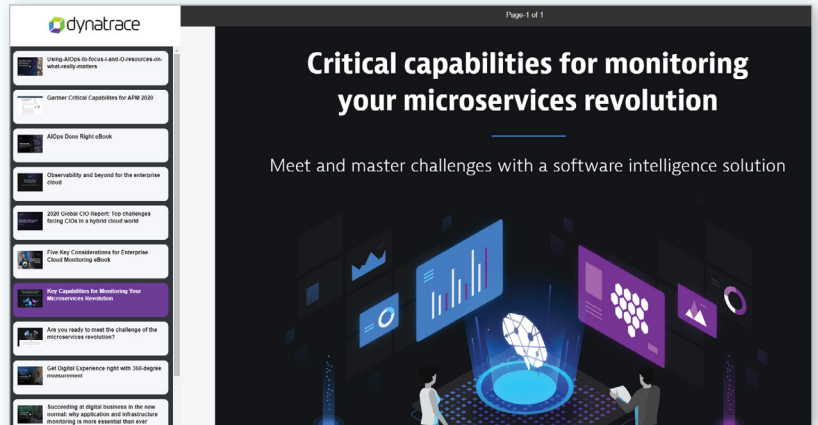 dynatrace
Page-1 of 1
Using-AIOps-to-focus-I-and-O-resources-on-
what-really-matters
Gartner Critical Capabilites for APM 2020
AIOps Done Right eBook
Observability and beyond for the enterprise
cloud
2020 Global CIO Report: Top challenges
facing CIOs in a hybrid cloud world
Five Key Considerations for Enterprise
Cloud Monitoring eBook
Key Capabilities for Monitoring Your
Microservices Revolution
Are you ready to meet the challenge of the
microservices revolution?
Get Digital Experience right with 360-degree
measurement
Succeeding at digital business in the new
normal: why application and infrastructure
monitoring is more essential than ever
Critical capabilities for monitoring
your microservices revolution
Meet and master challenges with a software intelligence solution